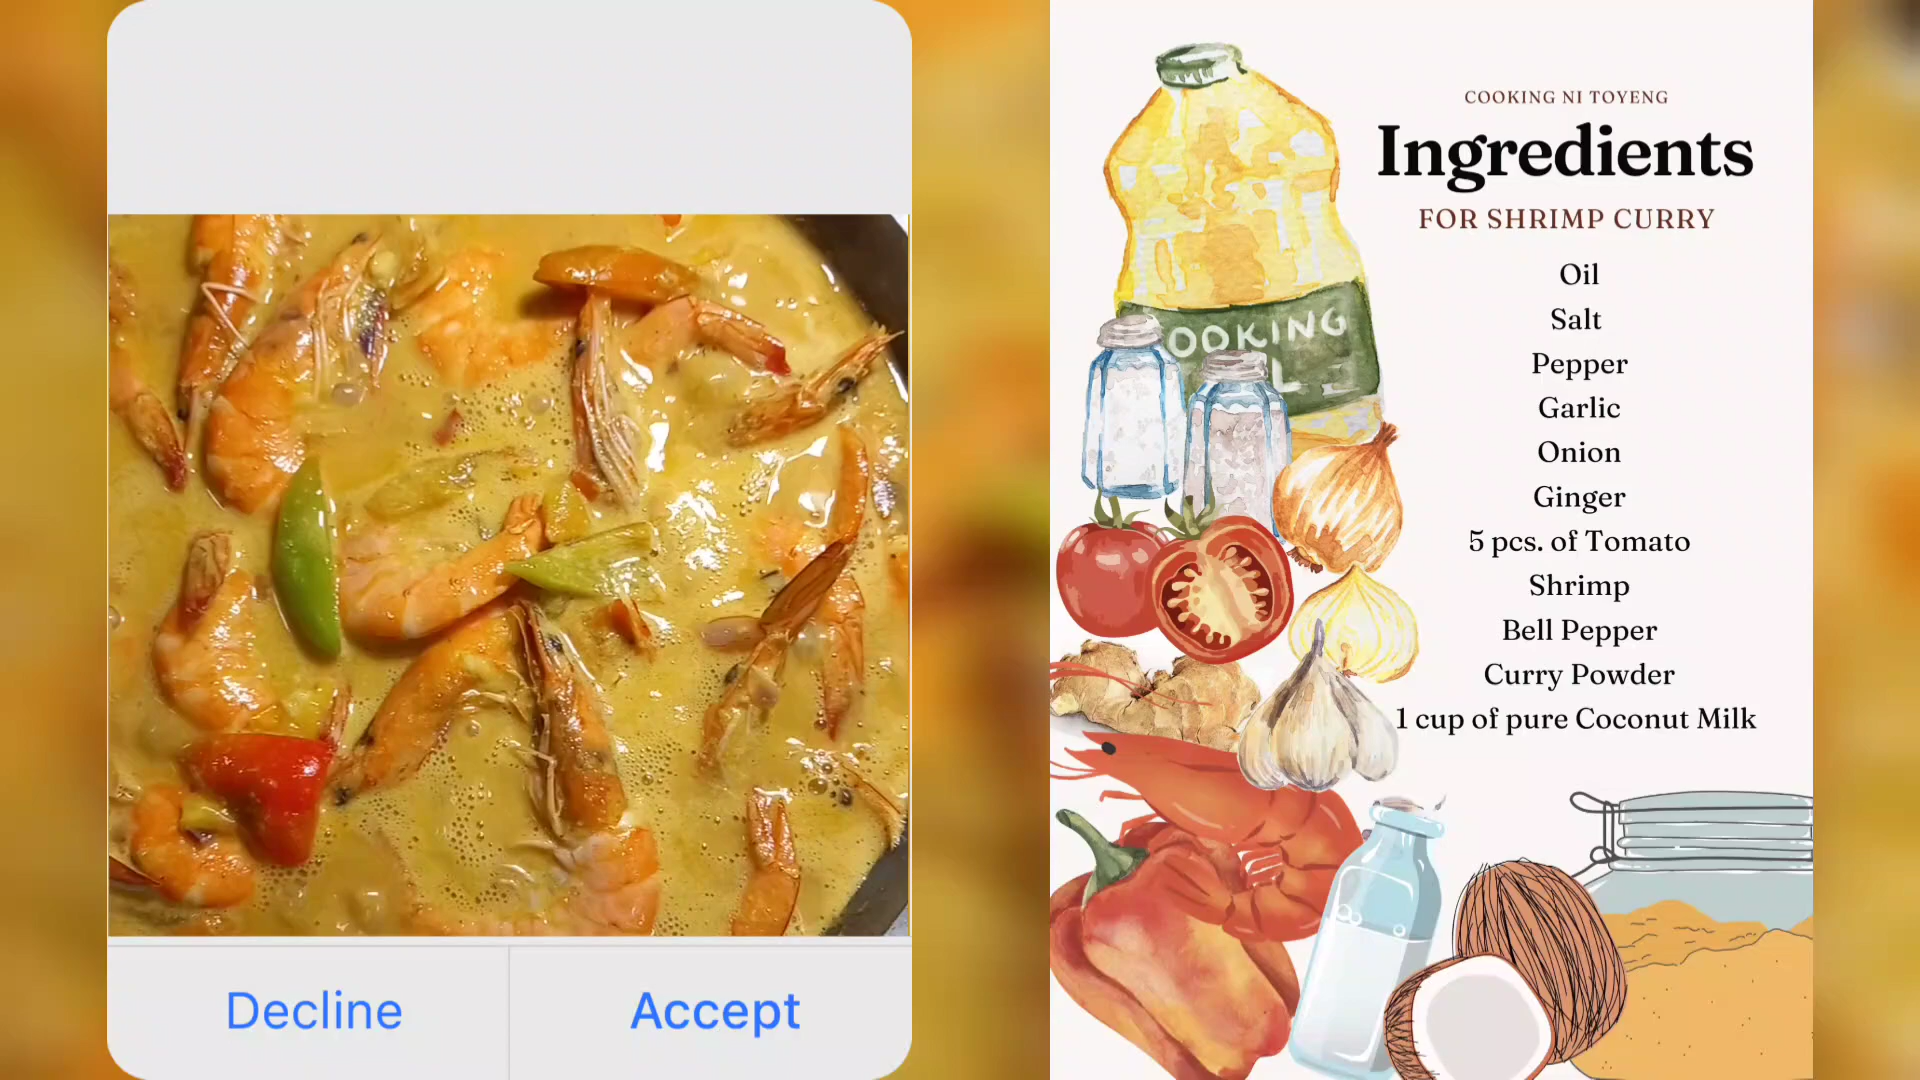 Decline
Accept
COOKING NI TOYENG
Ingredients
FOR SHRIMP CURRY
Oil
Salt
Pepper
Garlic
Onion
Ginger
5 pcs. of Tomato
Shrimp
Bell Pepper
Curry Powder
1 cup of pure Coconut Milk
OOKING
L